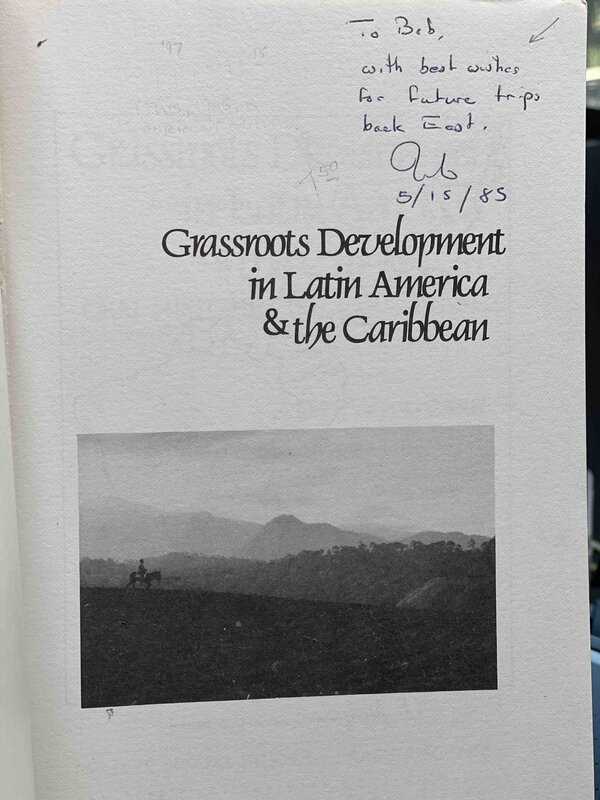 To Bob,
with best wishes
for future trips
back East.
5/15/85
Grassroots Development
in Latin America
& the Caribbean